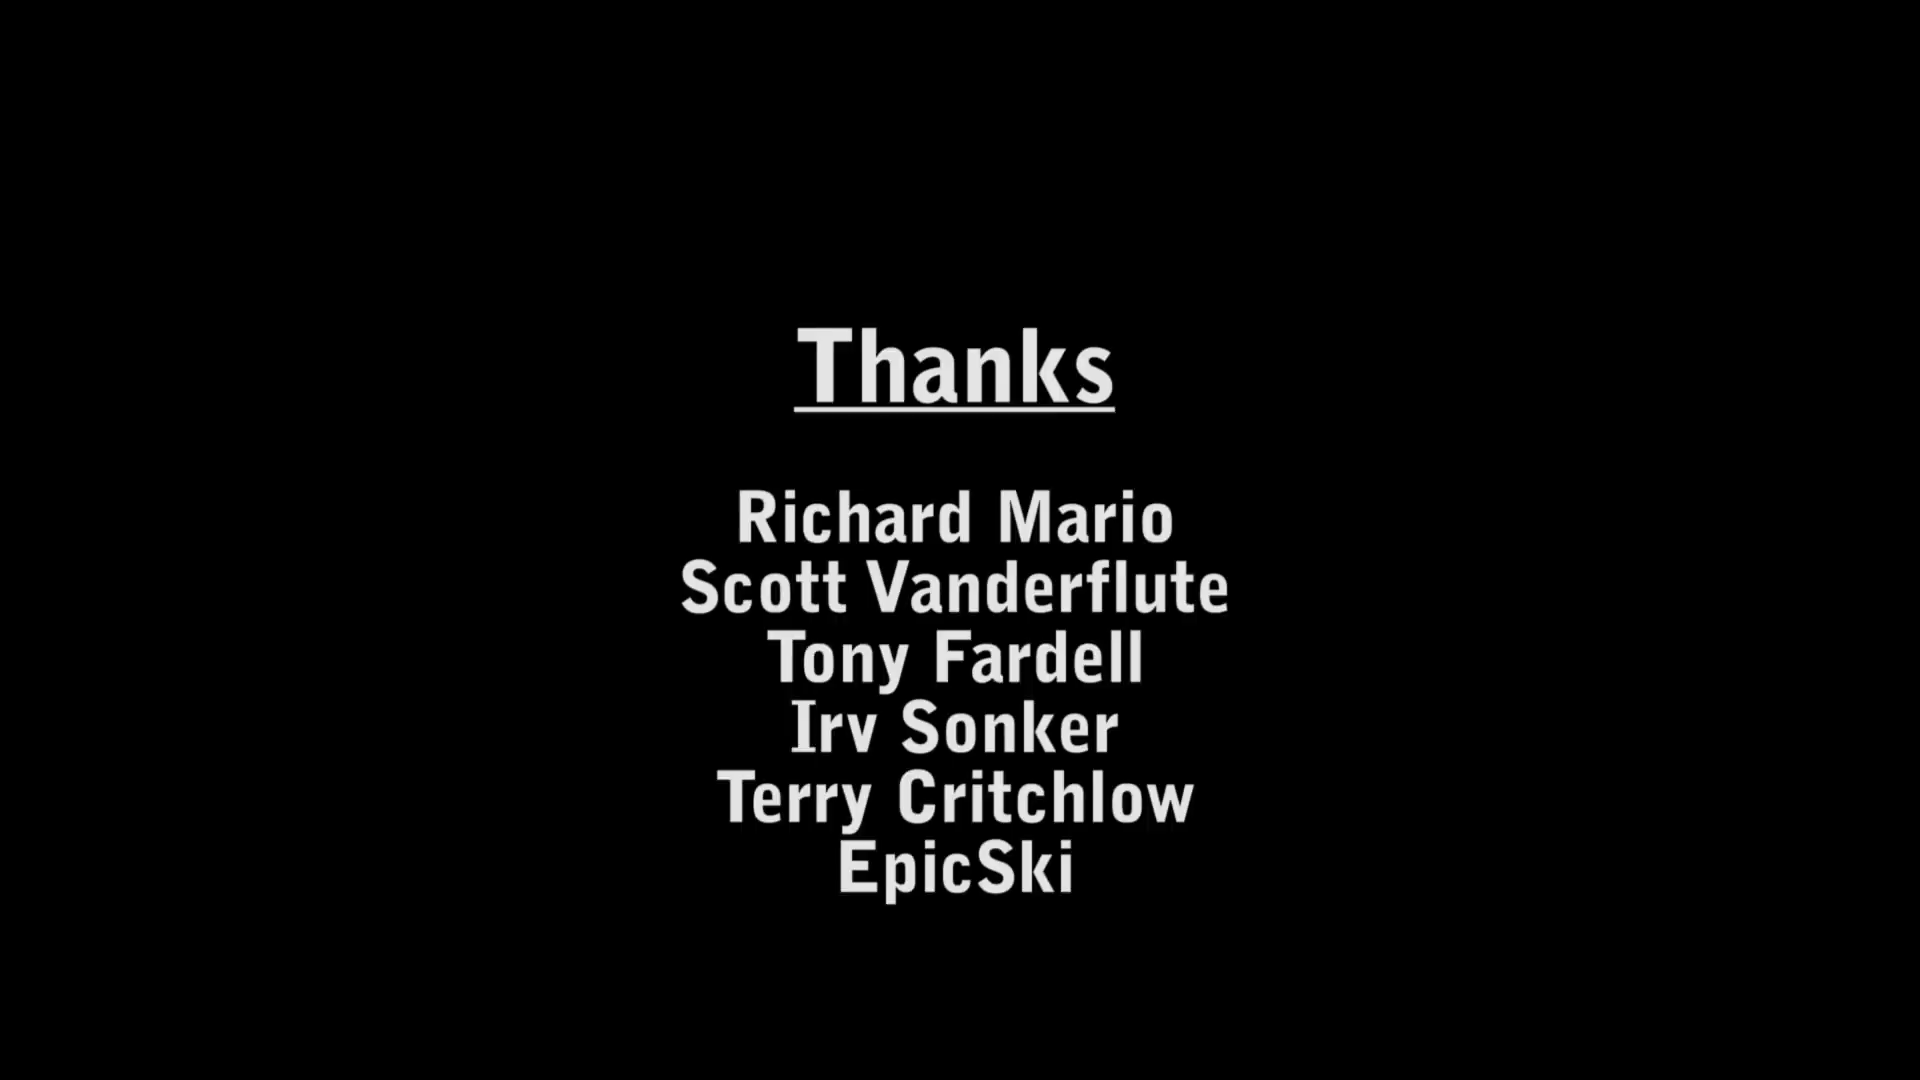 Thanks
Richard Mario
Scott Vanderflute
Tony Fardell
Irv Sonker
Terry Critchlow
EpicSki